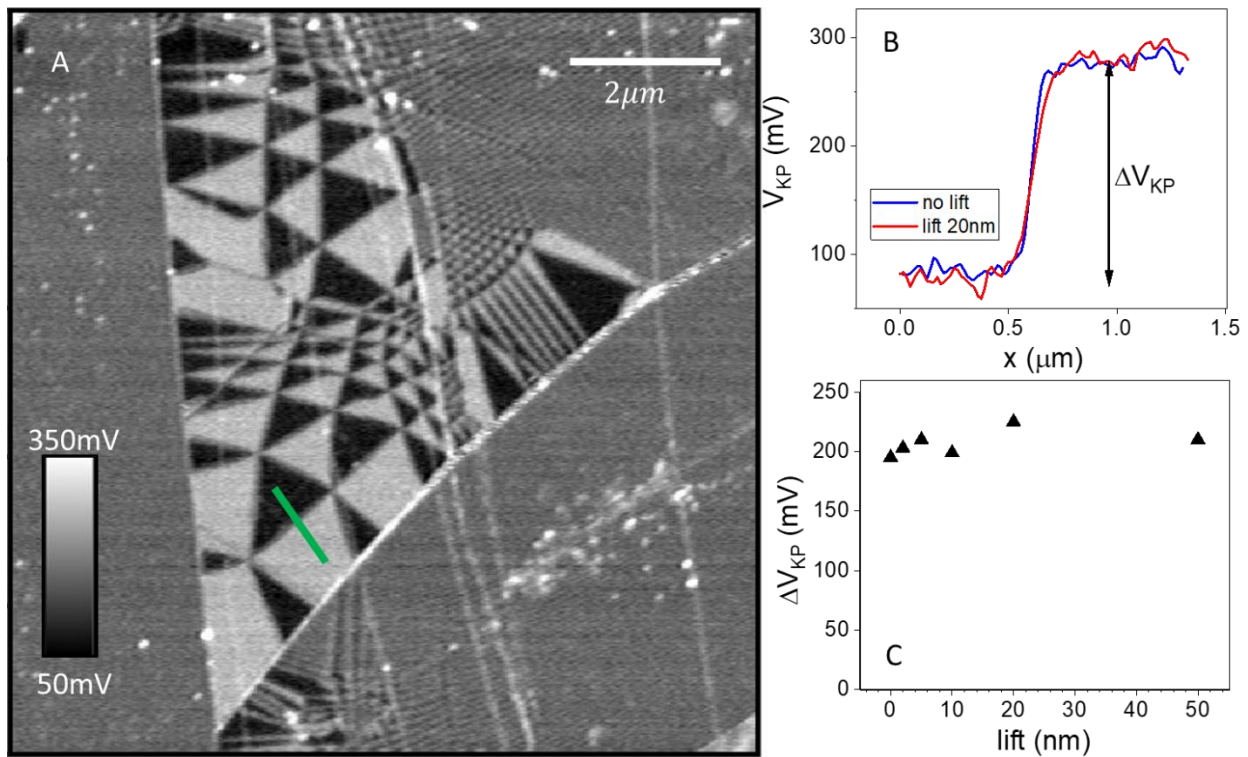 A
2μm
350mV
50mV
B
V_KP (mV)
300
200
100
no lift
lift 20nm
ΔV_KP
0.0 0.5 1.0 1.5
x (μm)
C
ΔV_KP (mV)
250
200
150
100
50
0
0 10 20 30 40 50
lift (nm)